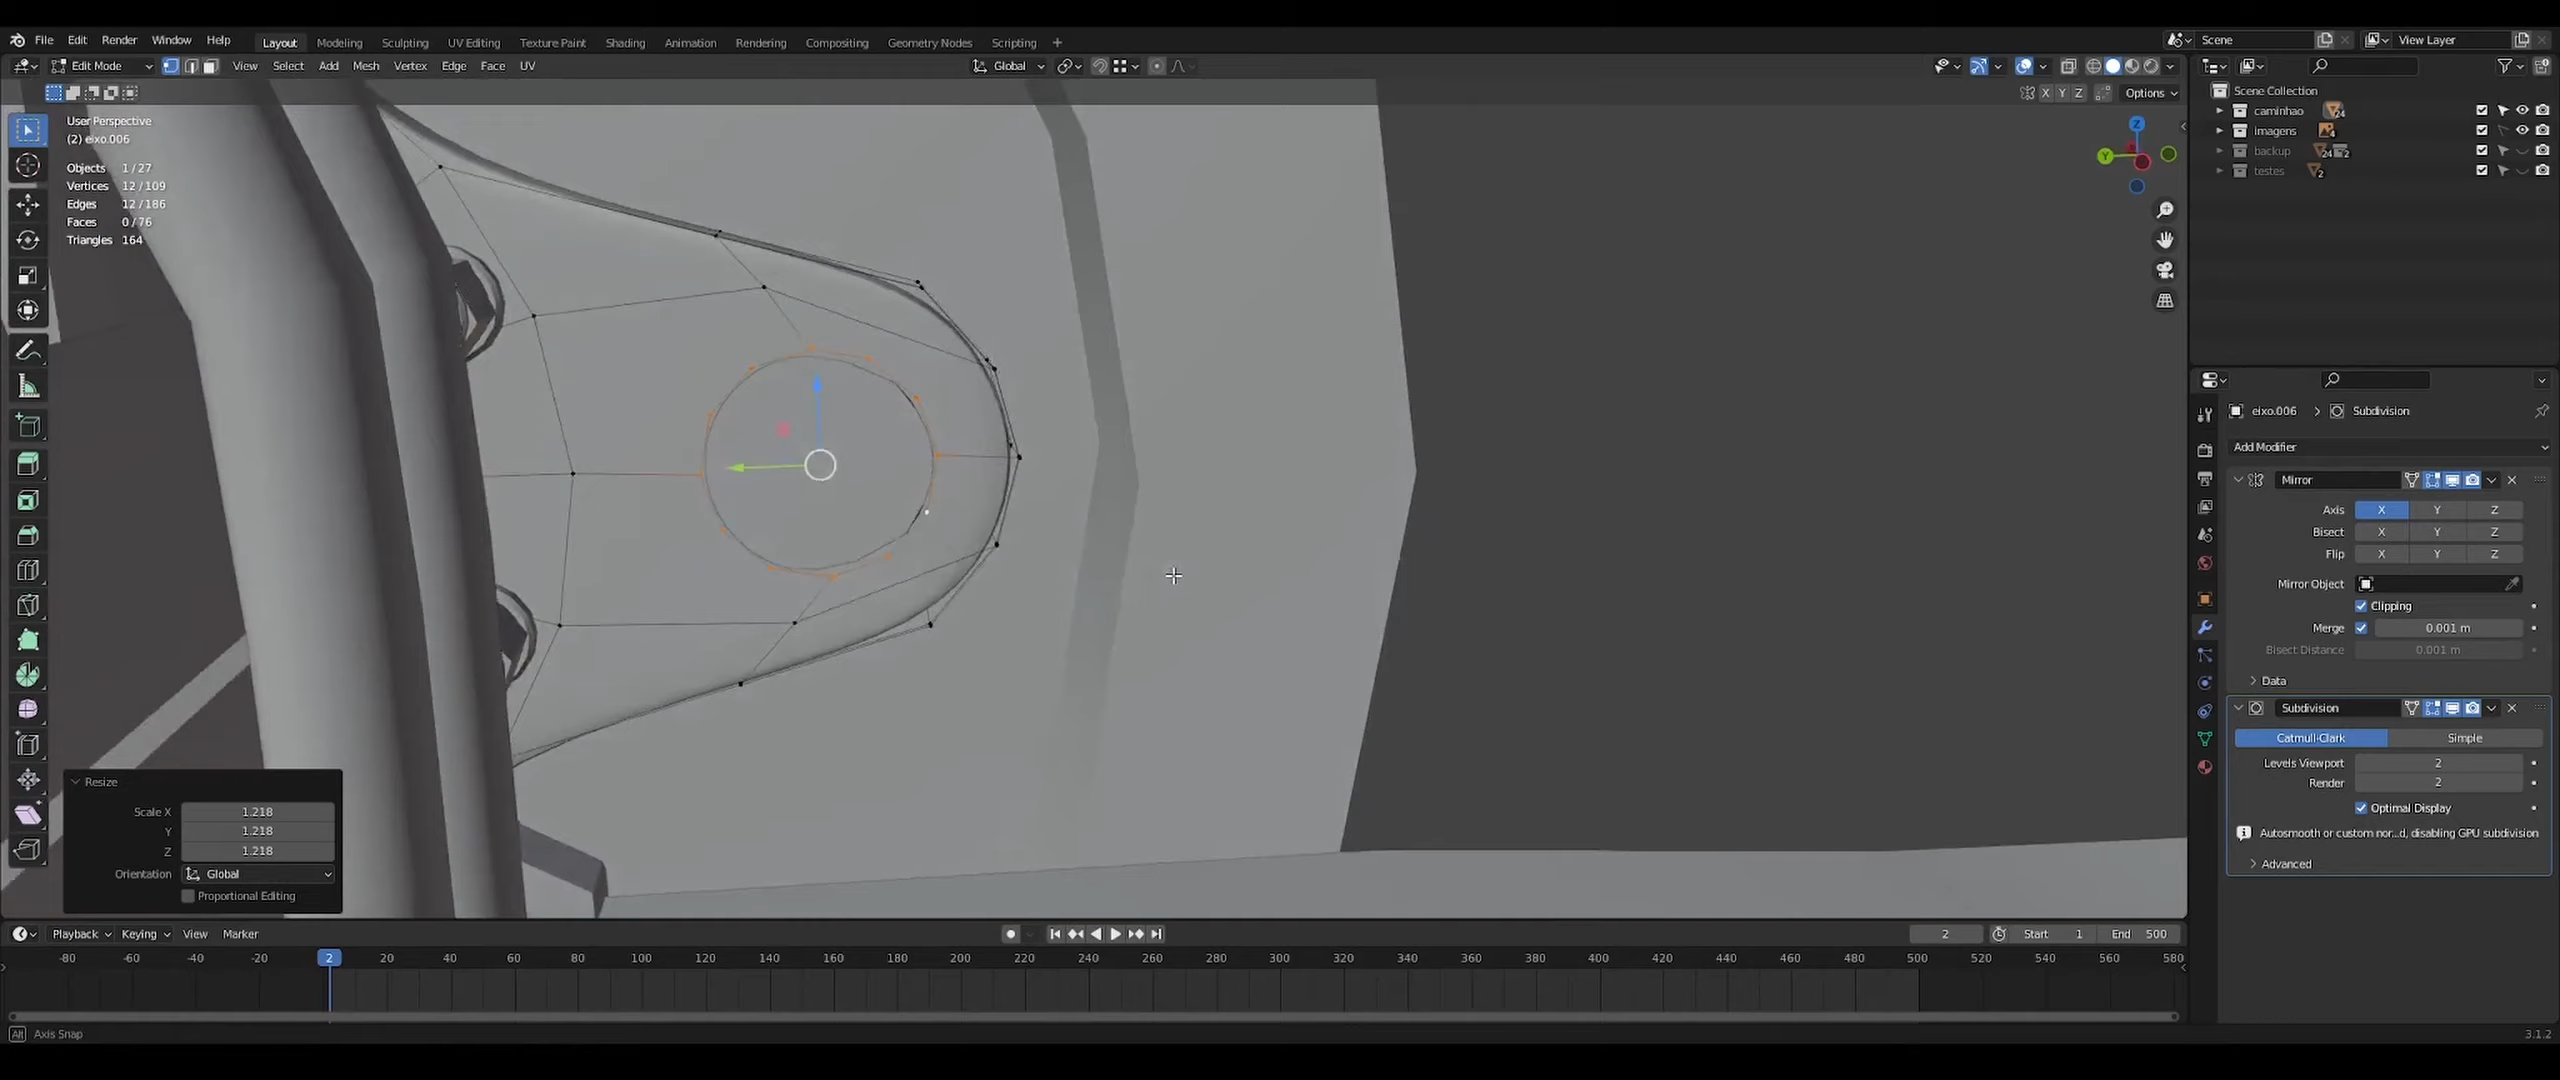 File Edit Render Window Help Layout Modeling Sculpting UV Editing Texture Paint Shading Animation Rendering Compositing Geometry Nodes Scripting + Scene View Layer
Edit Mode View Select Add Mesh Vertex Edge Face UV Global
X Y Z Options
User Perspective
(2) eixo.006
Objects 1/27
Vertices 12/109
Edges 12/186
Faces 0/76
Triangles 164
Z
Y
Scene Collection
caminhao 24
imagens 4
backup 24 2
testes 2
eixo.006 > Subdivision
Add Modifier
Mirror
Axis X Y Z
Bisect X Y Z
Flip X Y Z
Mirror Object
Clipping
Merge 0.001 m
Bisect Distance 0.001 m
Data
Subdivision
Catmull-Clark Simple
Levels Viewport 2
Render 2
Optimal Display
Autosmooth or custom nor...d, disabling GPU subdivision
Advanced
Resize
Scale X 1.218
Y 1.218
Z 1.218
Orientation Global
Proportional Editing
Playback Keying View Marker 2 Start 1 End 500
-80 -60 -40 -20 2 20 40 60 80 100 120 140 160 180 200 220 240 260 280 300 320 340 360 380 400 420 440 460 480 500 520 540 560 580
Alt Axis Snap 3.1.2